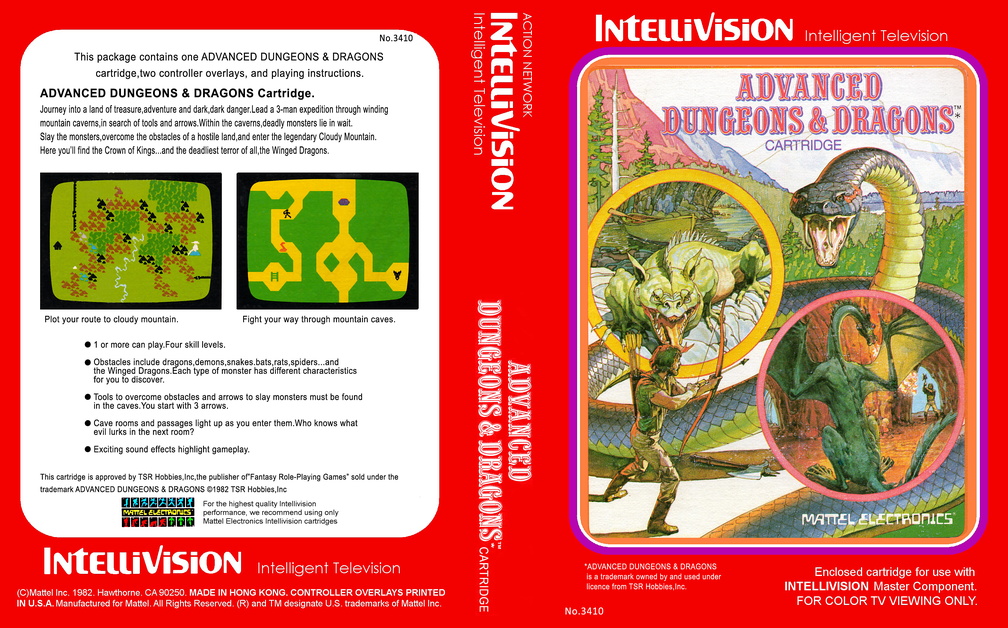 No.3410
This package contains one ADVANCED DUNGEONS & DRAGONS
cartridge,two controller overlays, and playing instructions.
ADVANCED DUNGEONS & DRAGONS Cartridge.
Journey into a land of treasure,adventure and dark,dark danger.Lead a 3-man expedition through winding
mountain caverns,in search of tools and arrows.Within the caverns,deadly monsters lie in wait.
Slay the monsters,overcome the obstacles of a hostile land,and enter the legendary Cloudy Mountain.
Here you'll find the Crown of Kings...and the deadliest terror of all,the Winged Dragons.
Plot your route to cloudy mountain.
Fight your way through mountain caves.
● 1 or more can play.Four skill levels.
● Obstacles include dragons,demons,snakes.bats,rats,spiders...and
the Winged Dragons.Each type of monster has different characteristics
for you to discover.
● Tools to overcome obstacles and arrows to slay monsters must be found
in the caves.You start with 3 arrows.
● Cave rooms and passages light up as you enter them.Who knows what
evil lurks in the next room?
● Exciting sound effects highlight gameplay.
This cartridge is approved by TSR Hobbies,Inc,the publisher of"Fantasy Role-Playing Games" sold under the
trademark ADVANCED DUNGEONS & DRAGONS ©1982 TSR Hobbies,Inc
MATTEL ELECTRONICS
For the highest quality Intellivision
performance, we recommend using only
Mattel Electronics Intellivision cartridges
INTELLIVISION Intelligent Television
(C)Mattel Inc. 1982. Hawthorne. CA 90250. MADE IN HONG KONG. CONTROLLER OVERLAYS PRINTED
IN U.S.A. Manufactured for Mattel. All Rights Reserved. (R) and TM designate U.S. trademarks of Mattel Inc.
ACTION NETWORK
INTELLIVISION
Intelligent Television
ADVANCED
DUNGEONS & DRAGONS™* CARTRIDGE
INTELLIVISION Intelligent Television
ADVANCED
DUNGEONS & DRAGONS™*
CARTRIDGE
MATTEL ELECTRONICS®
*ADVANCED DUNGEONS & DRAGONS
is a trademark owned by and used under
licence from TSR Hobbies,Inc.
No.3410
Enclosed cartridge for use with
INTELLIVISION Master Component.
FOR COLOR TV VIEWING ONLY.